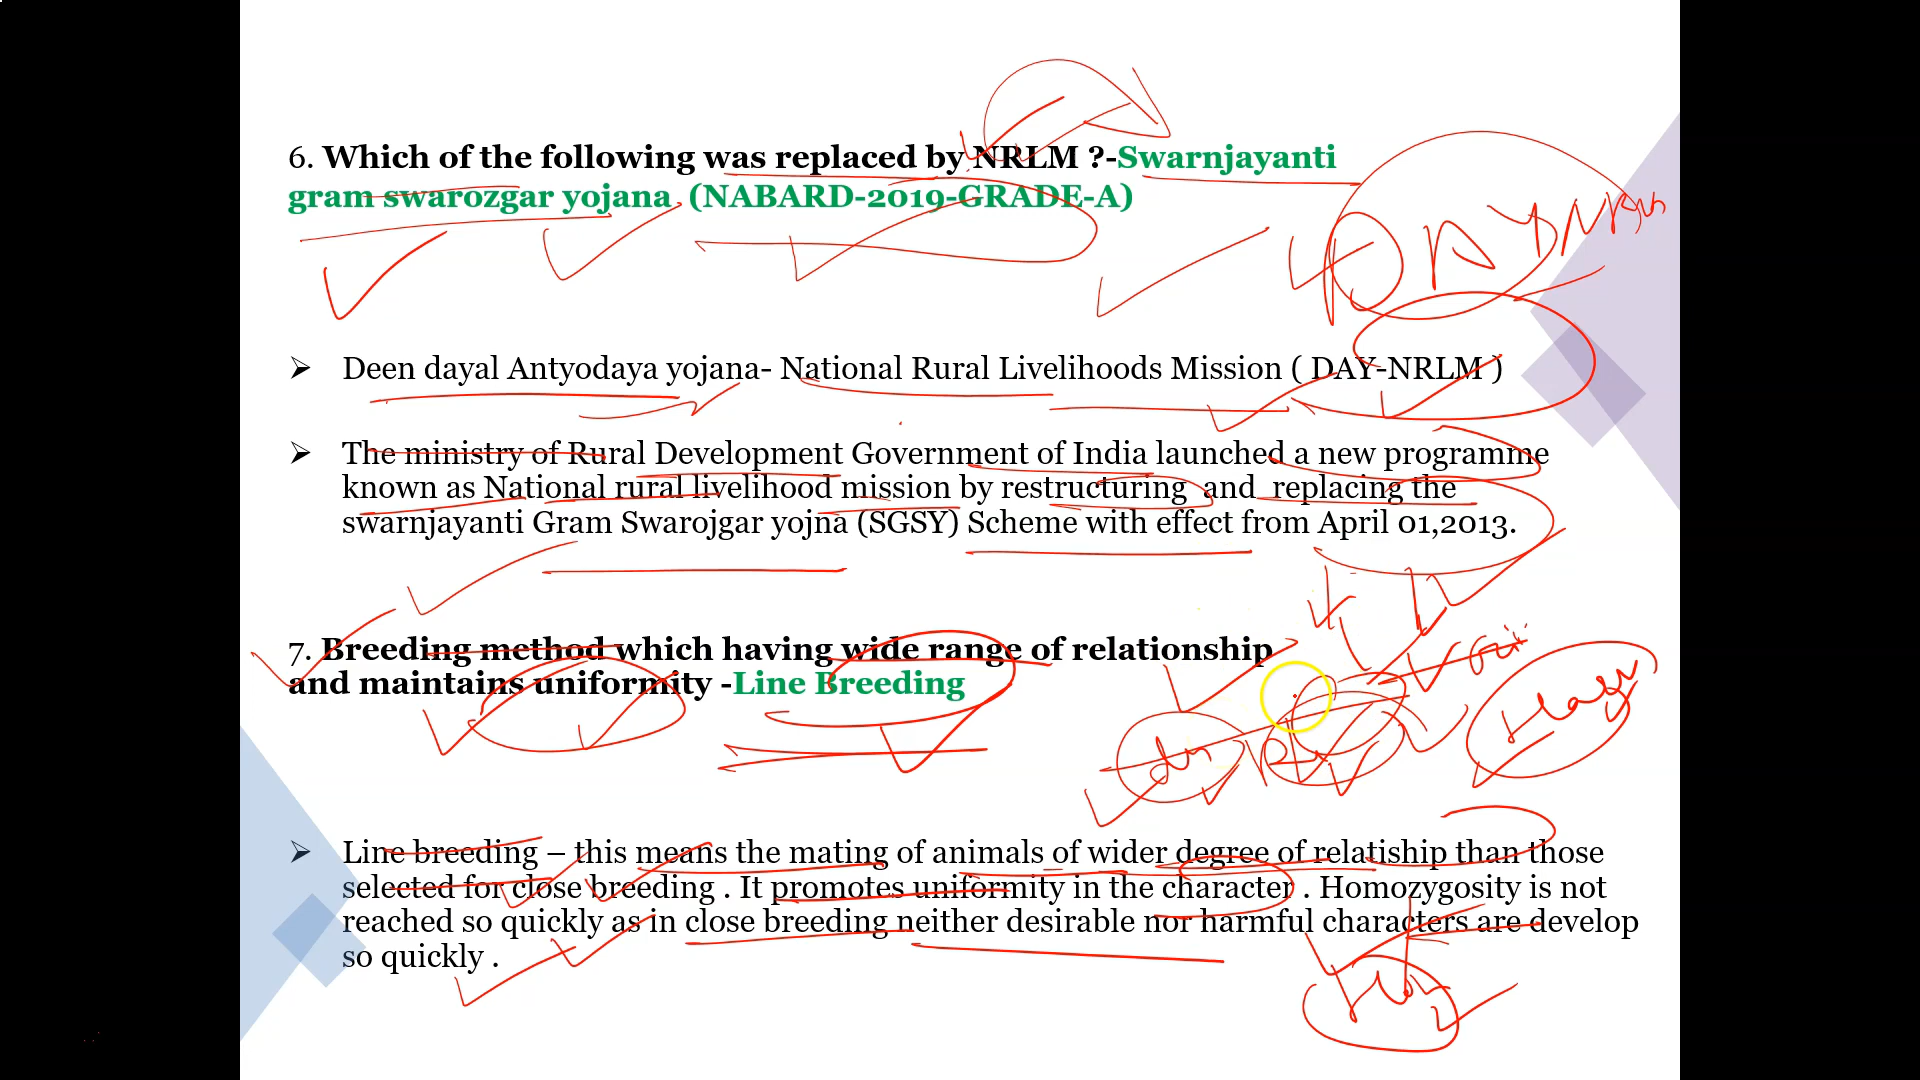 6. Which of the following was replaced by NRLM ?-Swarnjayanti
gram swarozgar yojana (NABARD-2019-GRADE-A)
➢ Deen dayal Antyodaya yojana- National Rural Livelihoods Mission ( DAY-NRLM )
➢ The ministry of Rural Development Government of India launched a new programme
known as National rural livelihood mission by restructuring and replacing the
swarnjayanti Gram Swarojgar yojna (SGSY) Scheme with effect from April 01,2013.
7. Breeding method which having wide range of relationship
and maintains uniformity -Line Breeding
➢ Line breeding – this means the mating of animals of wider degree of relatiship than those
selected for close breeding . It promotes uniformity in the character . Homozygosity is not
reached so quickly as in close breeding neither desirable nor harmful characters are develop
so quickly .